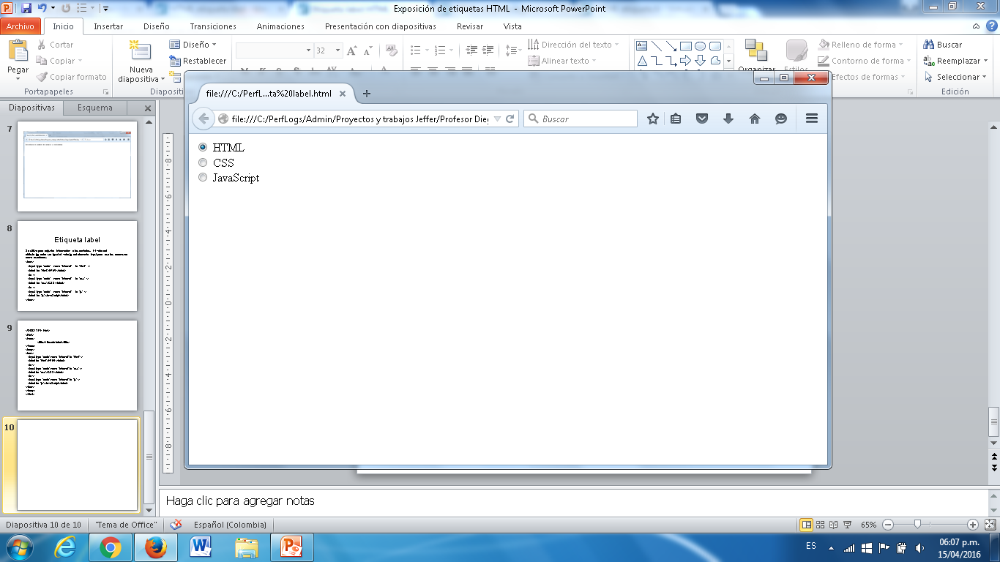 Exposición de etiquetas HTML - Microsoft PowerPoint
Archivo Inicio Insertar Diseño Transiciones Animaciones Presentación con diapositivas Revisar Vista
Pegar
Cortar
Copiar
Copiar formato
Portapapeles
Nueva
diapositiva
Diseño
Restablecer
32
Dirección del texto
Alinear texto
Organizar
Estilos
Relleno de forma
Contorno de forma
Efectos de formas
Buscar
Reemplazar
Seleccionar
Edición
Diapositivas Esquema
file:///C:/PerfL...ta%20label.html
file:///C:/PerfLogs/Admin/Proyectos y trabajos Jeffer/Profesor Die
Buscar
HTML
CSS
JavaScript
7
8
Etiqueta label
9
10
Haga clic para agregar notas
Diapositiva 10 de 10 "Tema de Office" Español (Colombia) 65%
ES 06:07 p.m.
15/04/2016